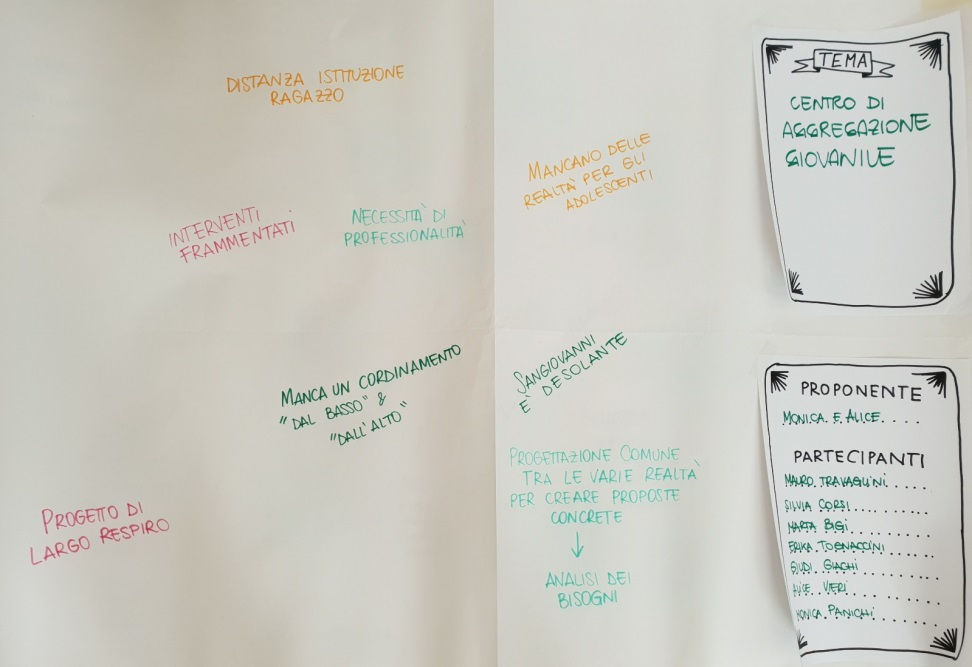 DISTANZA ISTITUZIONE
RAGAZZO
INTERVENTI
FRAMMENTATI
NECESSITÀ DI
PROFESSIONALITÀ
MANCANO DELLE
REALTÀ PER GLI
ADOLESCENTI
MANCA UN CORDINAMENTO
"DAL BASSO" &
"DALL'ALTO"
SANGIOVANNI
E' DESOLANTE
PROGETTO DI
LARGO RESPIRO
PROGETTAZIONE COMUNE
TRA LE VARIE REALTÀ
PER CREARE PROPOSTE
CONCRETE
ANALISI DEI
BISOGNI
TEMA
CENTRO DI
AGGREGAZIONE
GIOVANILE
PROPONENTE
MONICA E ALICE....
PARTECIPANTI
MAURO.TRAVAGLINI.....
SILVIA CORSI.........
MARTA BIGI.........
ERIKA.TOGNACCINI......
GIUDI GIACHI.........
ALICE..VIERI.........
MONICA.PANICHI.......